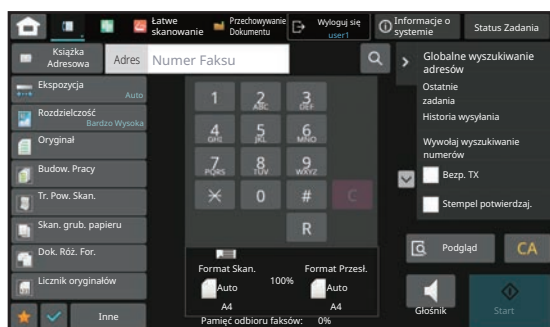 Łatwe
skanowanie
Przechowywanie
Dokumentu
Wyloguj się
user1
Informacje o
systemie
Status Zadania
Książka
Adresowa
Adres
Numer Faksu
Ekspozycja
Auto
Rozdzielczość
Bardzo Wysoka
Oryginał
Budow. Pracy
Tr. Pow. Skan.
Skan. grub. papieru
Dok. Róż. For.
Licznik oryginałów
Inne
1
2
ABC
3
DEF
4
GHI
5
JKL
6
MNO
7
PQRS
8
TUV
9
WXYZ
0
#
C
R
Format Skan.
100%
Format Przesł.
Auto
Auto
A4
A4
Pamięć odbioru faksów: 0%
Globalne wyszukiwanie
adresów
Ostatnie
zadania
Historia wysyłania
Wywołaj wyszukiwanie
numerów
Bezp. TX
Stempel potwierdzaj.
Podgląd
CA
Głośnik
Start